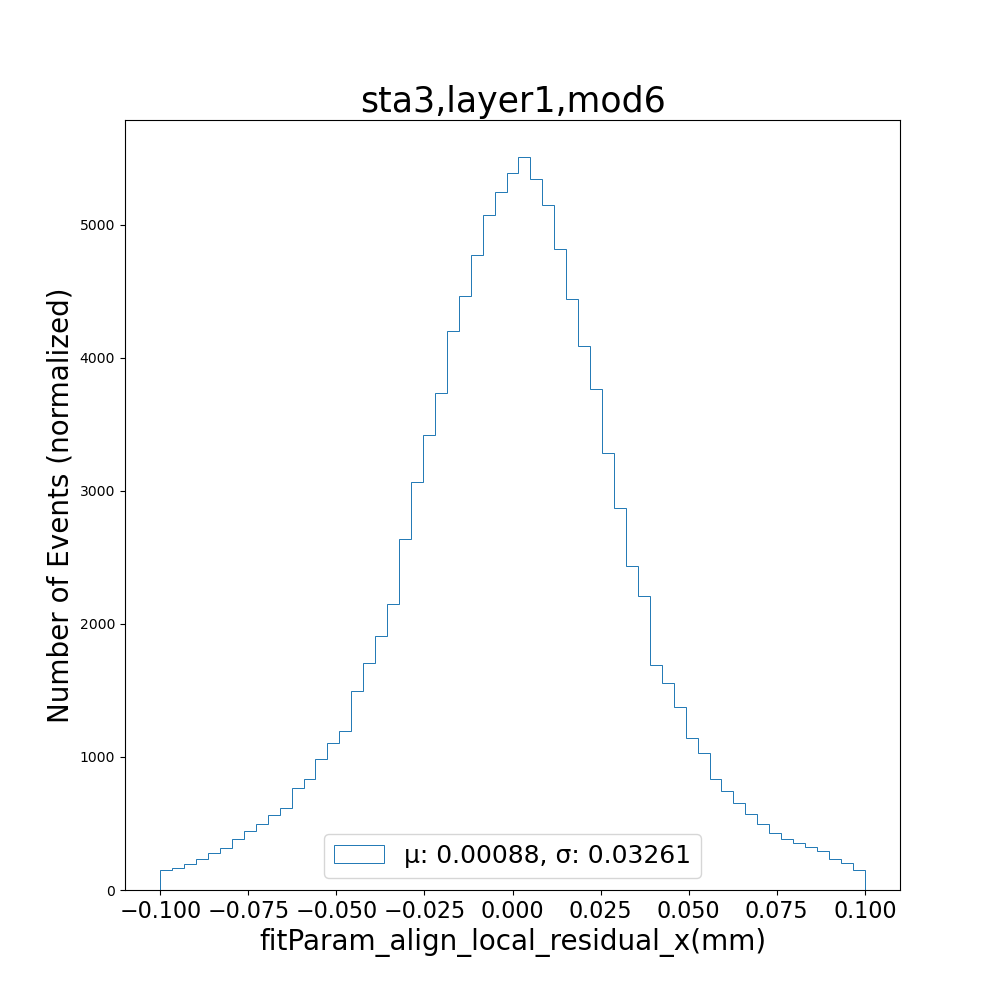 sta3,layer1,mod6
Number of Events (normalized)
5000
4000
3000
2000
1000
0
μ: 0.00088, σ: 0.03261
−0.100 −0.075 −0.050 −0.025 0.000 0.025 0.050 0.075 0.100
fitParam_align_local_residual_x(mm)